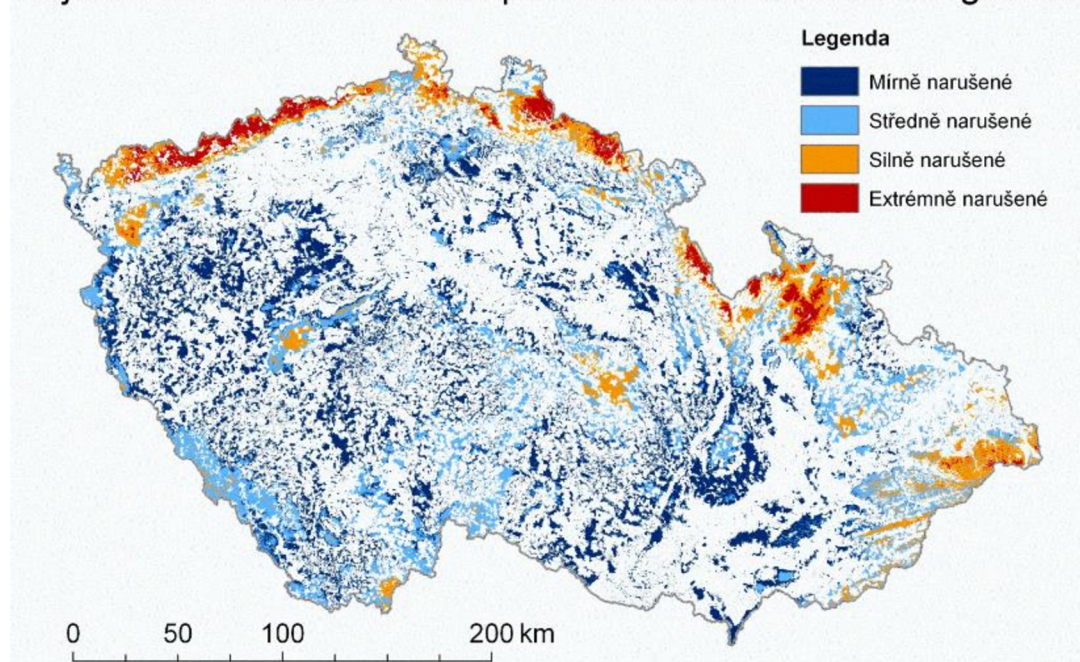 Legenda
Mírně narušené
Středně narušené
Silně narušené
Extrémně narušené
0 50 100 200 km